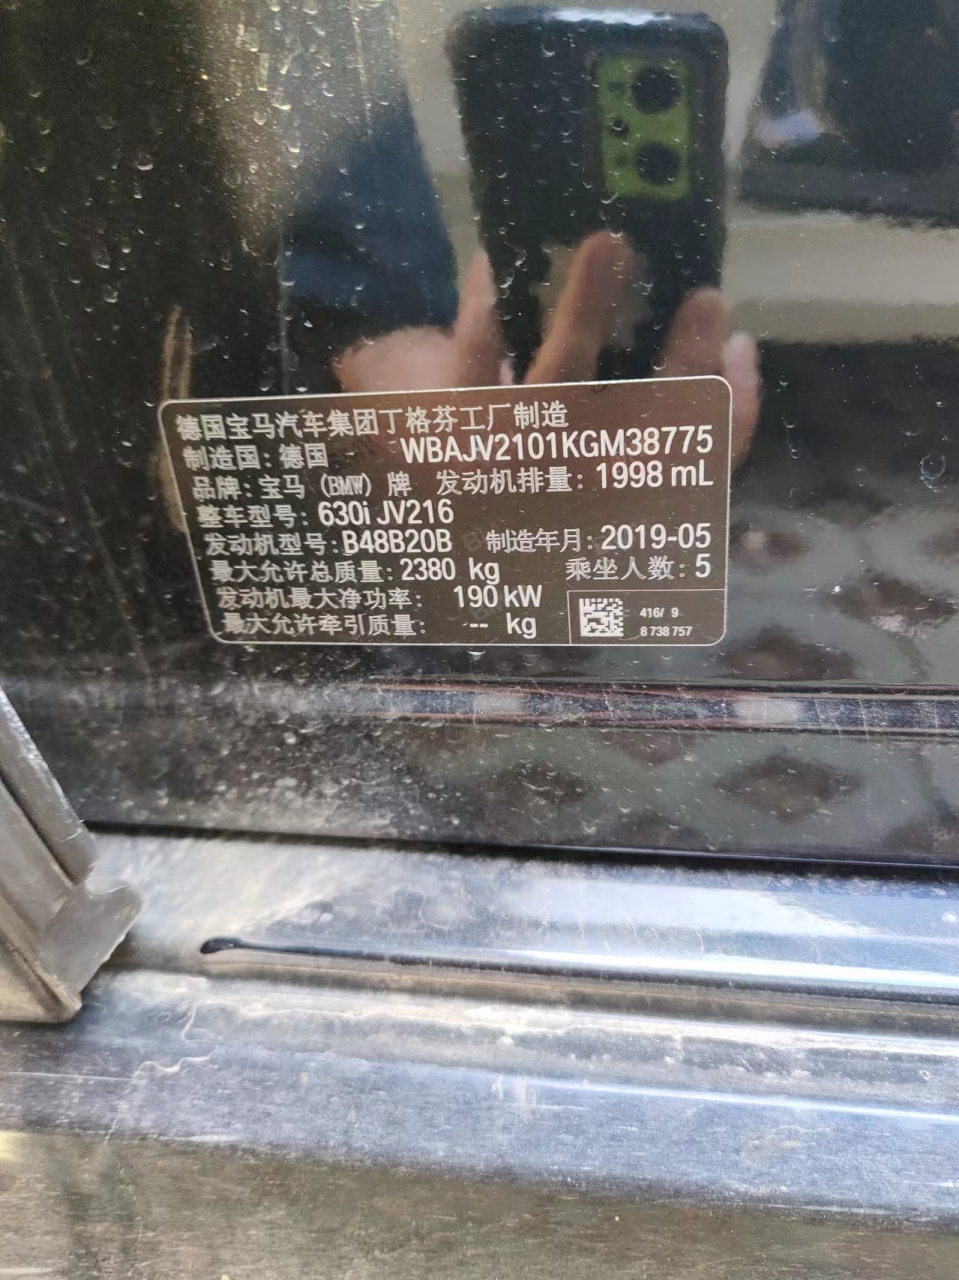 德国宝马汽车集团丁格芬工厂制造
制造国：德国 WBAJV2101KGM38775
品牌：宝马（BMW）牌 发动机排量：1998 mL
整车型号：630i JV216
发动机型号：B48B20B 制造年月：2019-05
最大允许总质量：2380 kg 乘坐人数：5
发动机最大净功率：190 kW
最大允许牵引质量：-- kg
416/ 9
8 738 757